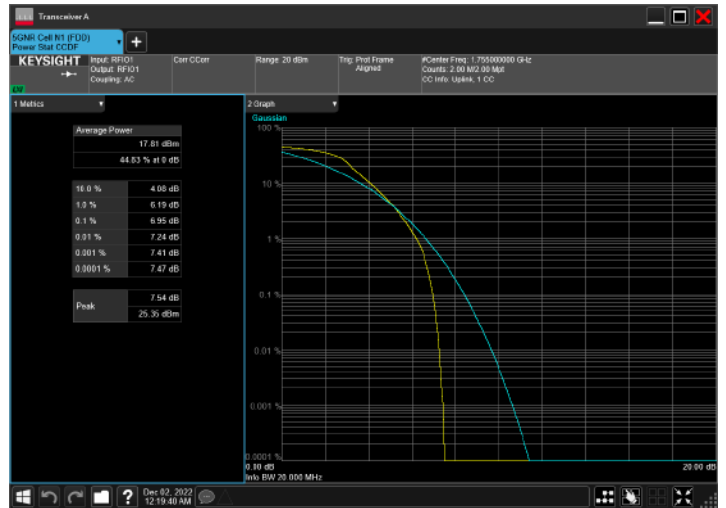 Transceiver A
5GNR Cell N1 (FDD)
Power Stat CCDF
KEYSIGHT
Input: RFIO1
Output: RFIO1
Coupling: AC
Corr CCorr
Range: 20 dBm
Trig: Prot Frame
Aligned
#Center Freq: 1.755000000 GHz
Counts: 2.00 M/2.00 Mpt
CC Info: Uplink, 1 CC
1 Metrics
Average Power
17.81 dBm
44.83 % at 0 dB
10.0 % 4.08 dB
1.0 % 6.19 dB
0.1 % 6.95 dB
0.01 % 7.24 dB
0.001 % 7.41 dB
0.0001 % 7.47 dB
Peak
7.54 dB
25.35 dBm
2 Graph
Gaussian
100 %
10 %
1 %
0.1 %
0.01 %
0.001 %
0.0001 %
0.00 dB
20.00 dB
Info BW 20.000 MHz
?
Dec 02, 2022
12:19:40 AM